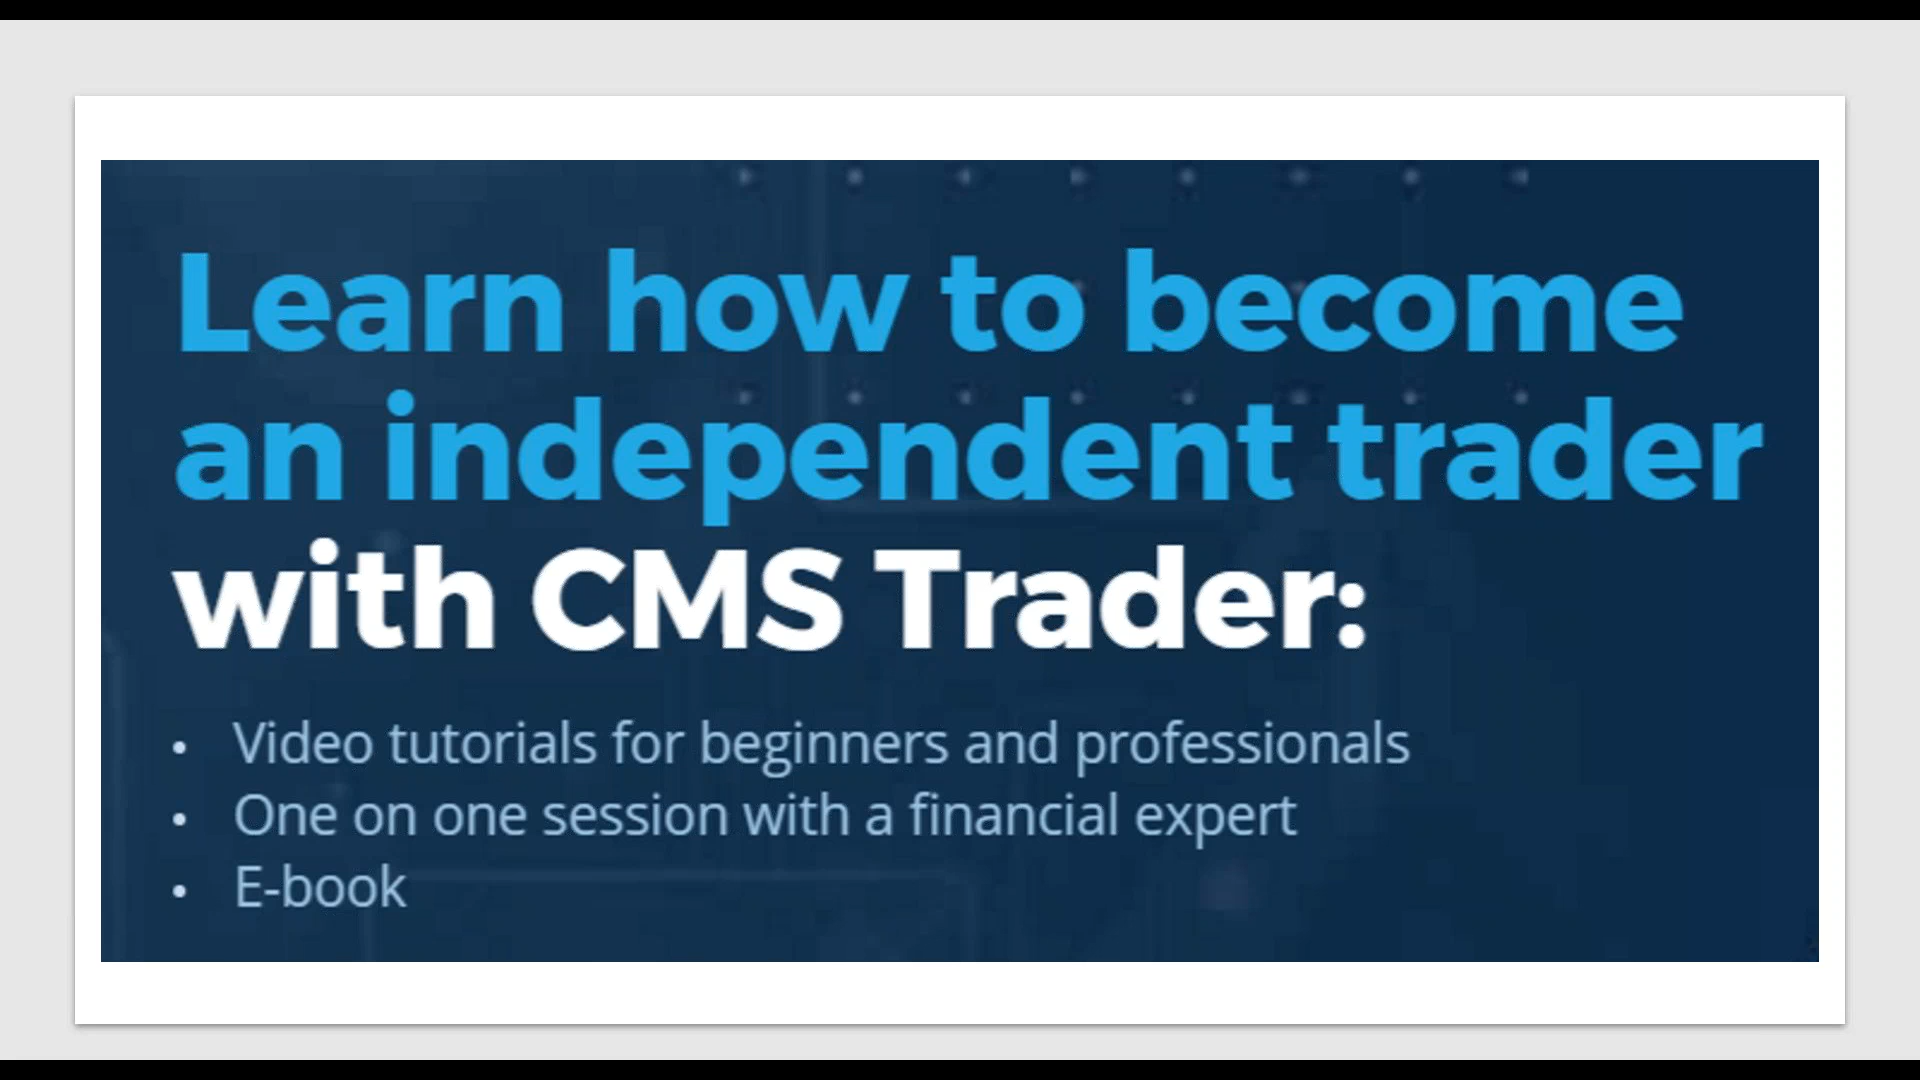 Learn how to become
an independent trader
with CMS Trader:
• Video tutorials for beginners and professionals
• One on one session with a financial expert
• E-book